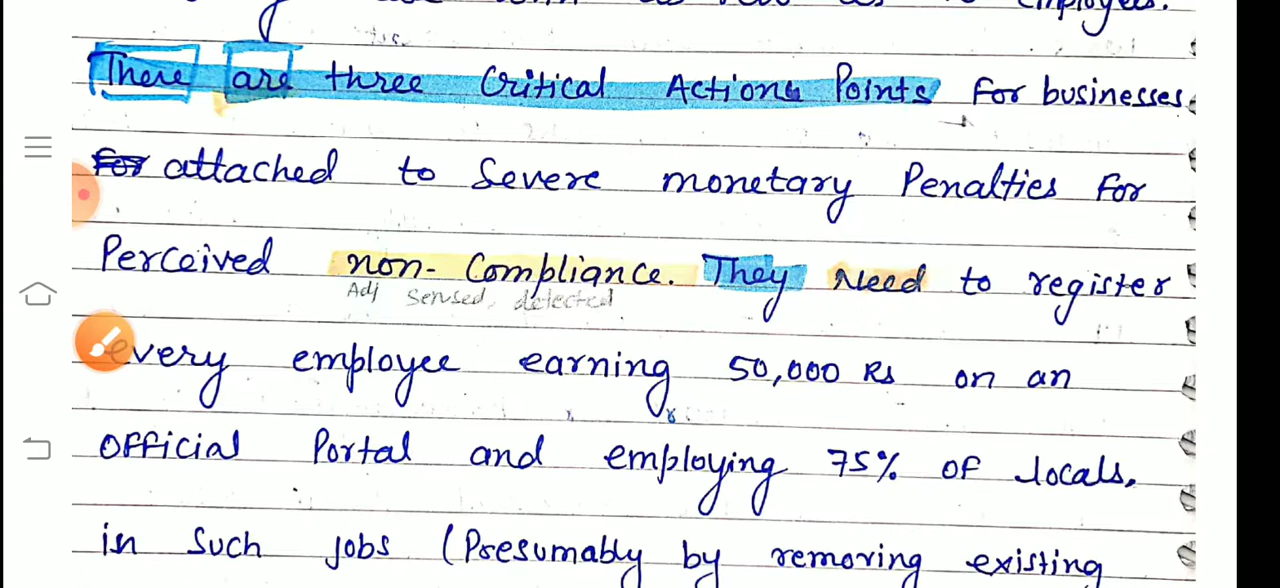 employees.
There are three Critical Actions Points for businesses
for attached to Severe monetary Penalties for
Perceived non-Compliance. They Need to register
Adj sensed, detected
every employee earning 50,000 Rs on an
official Portal and employing 75% of locals,
in such jobs (Presumably by removing existing